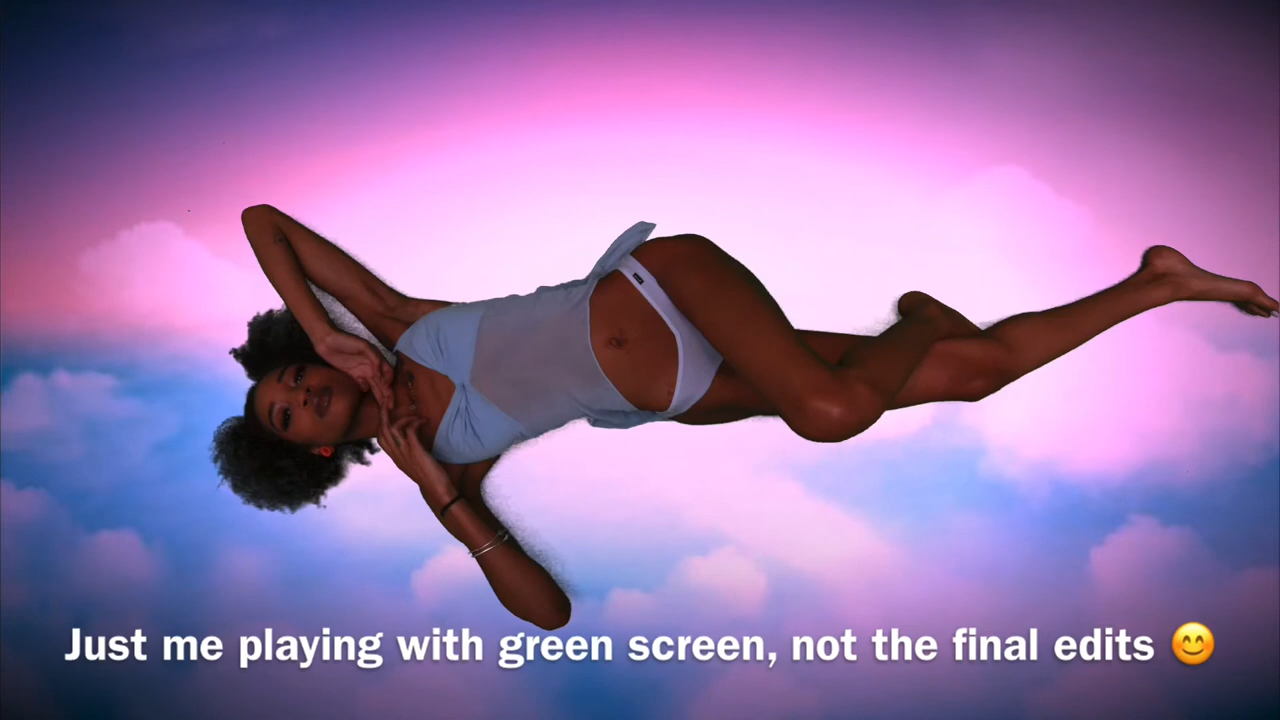 Just me playing with green screen, not the final edits 😊